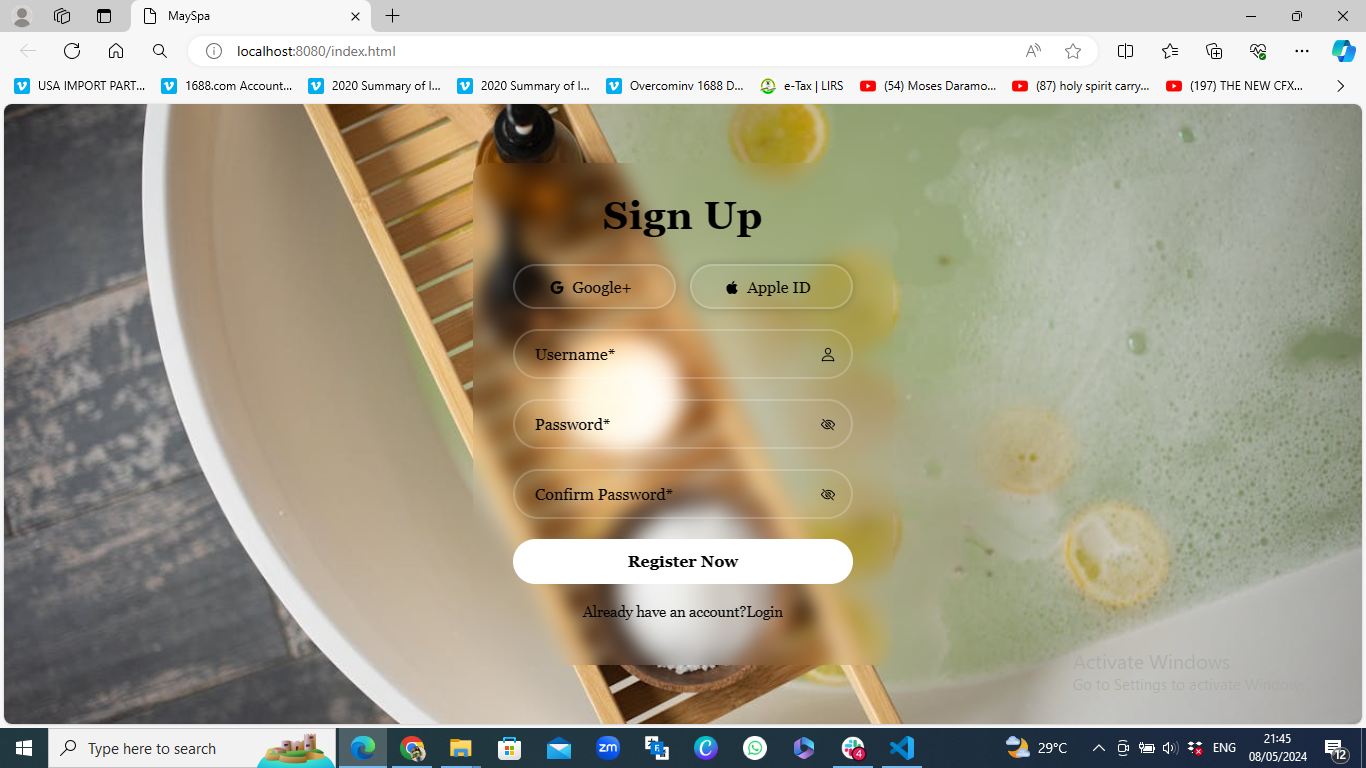 MaySpa
localhost:8080/index.html
USA IMPORT PART... 1688.com Account... 2020 Summary of I... 2020 Summary of I... Overcominv 1688 D... e-Tax | LIRS (54) Moses Daramo... (87) holy spirit carry... (197) THE NEW CFX...
Sign Up
Google+ Apple ID
Username*
Password*
Confirm Password*
Register Now
Already have an account?Login
Activate Windows
Go to Settings to activate Windows
Type here to search
zm
4
29°C
ENG
21:45
08/05/2024
12